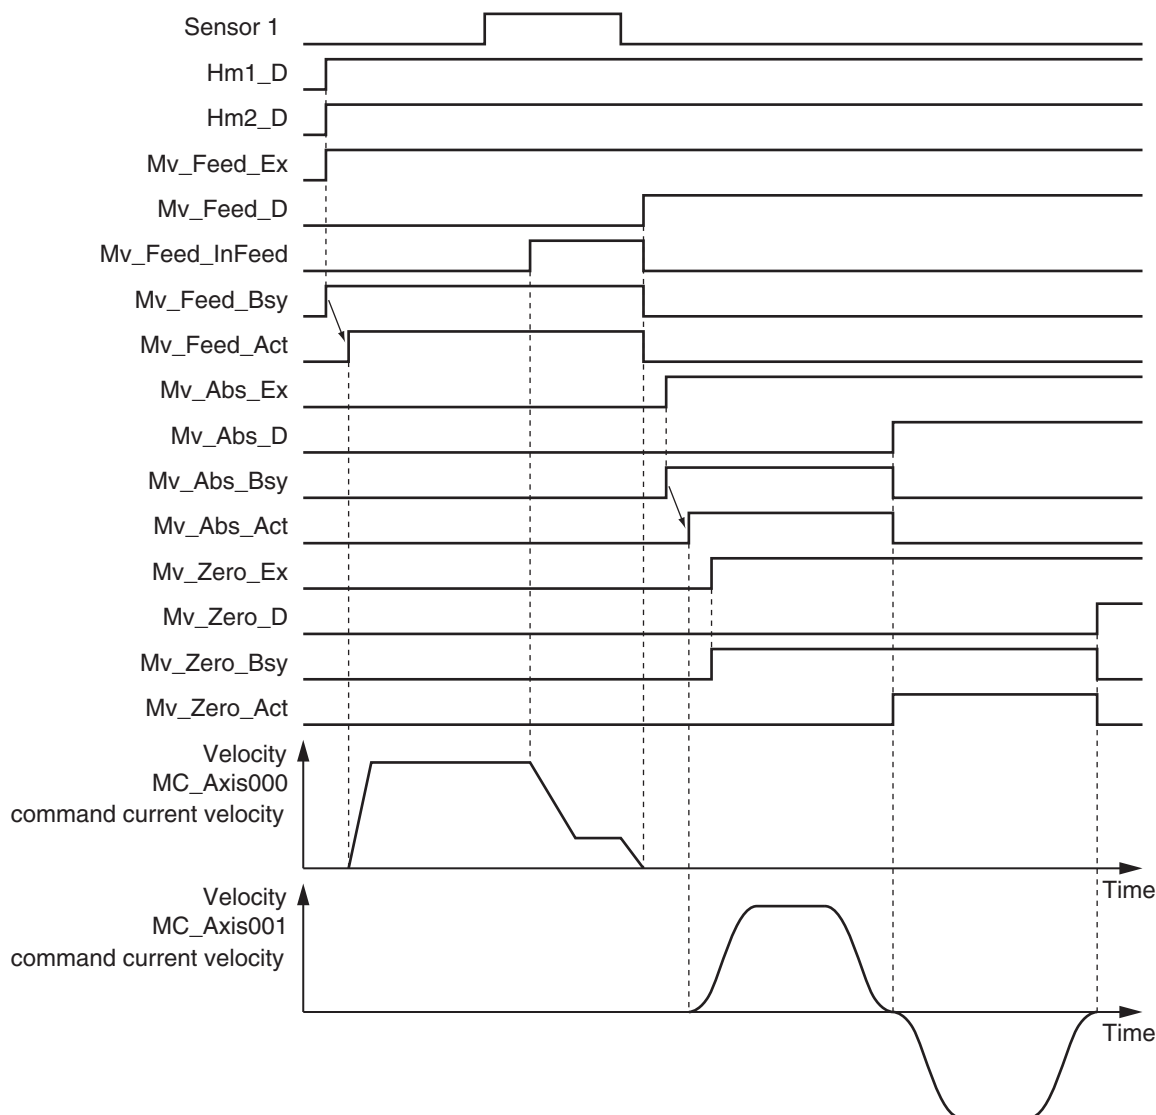 Sensor 1
Hm1_D
Hm2_D
Mv_Feed_Ex
Mv_Feed_D
Mv_Feed_InFeed
Mv_Feed_Bsy
Mv_Feed_Act
Mv_Abs_Ex
Mv_Abs_D
Mv_Abs_Bsy
Mv_Abs_Act
Mv_Zero_Ex
Mv_Zero_D
Mv_Zero_Bsy
Mv_Zero_Act
Velocity
MC_Axis000
command current velocity
Time
Velocity
MC_Axis001
command current velocity
Time